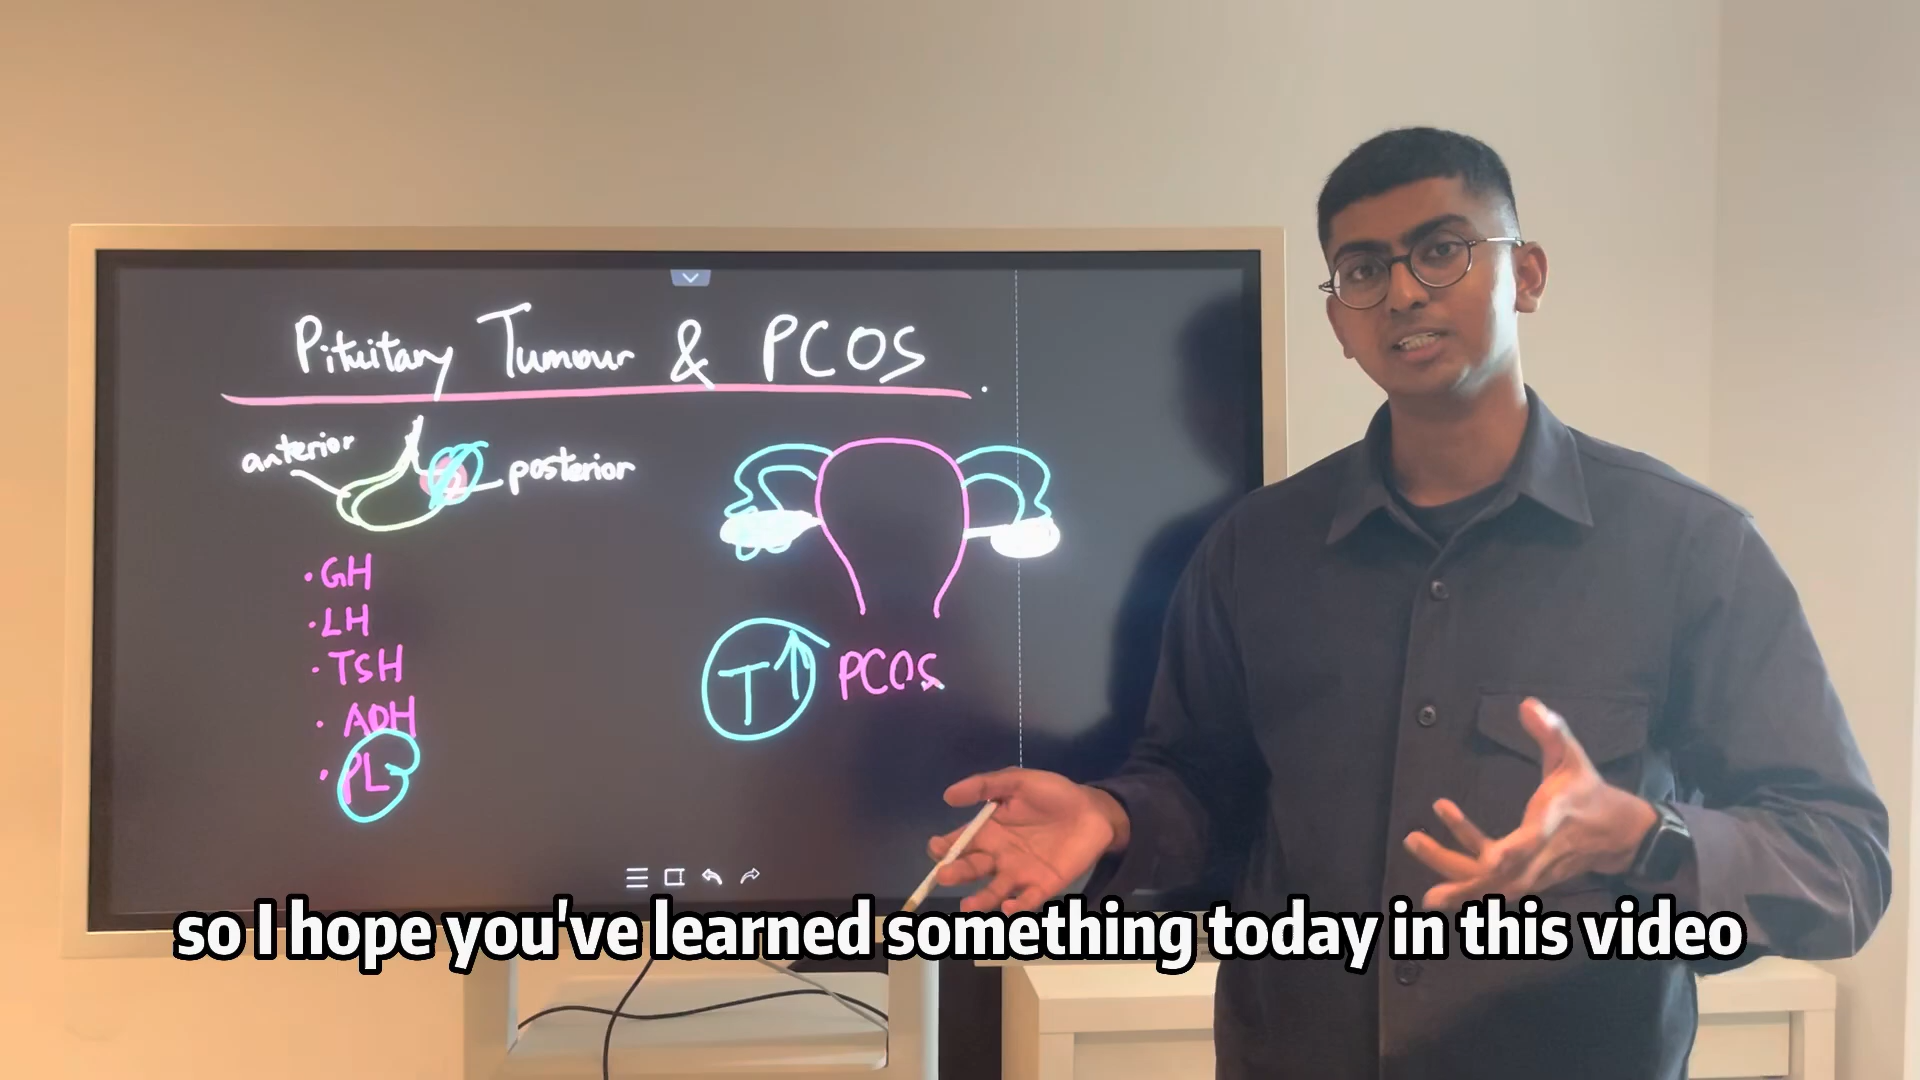 Pituitary Tumour & PCOS
anterior
posterior
· GH
· LH
· TSH
· ADH
· PL
T↑
PCOS
so I hope you've learned something today in this video